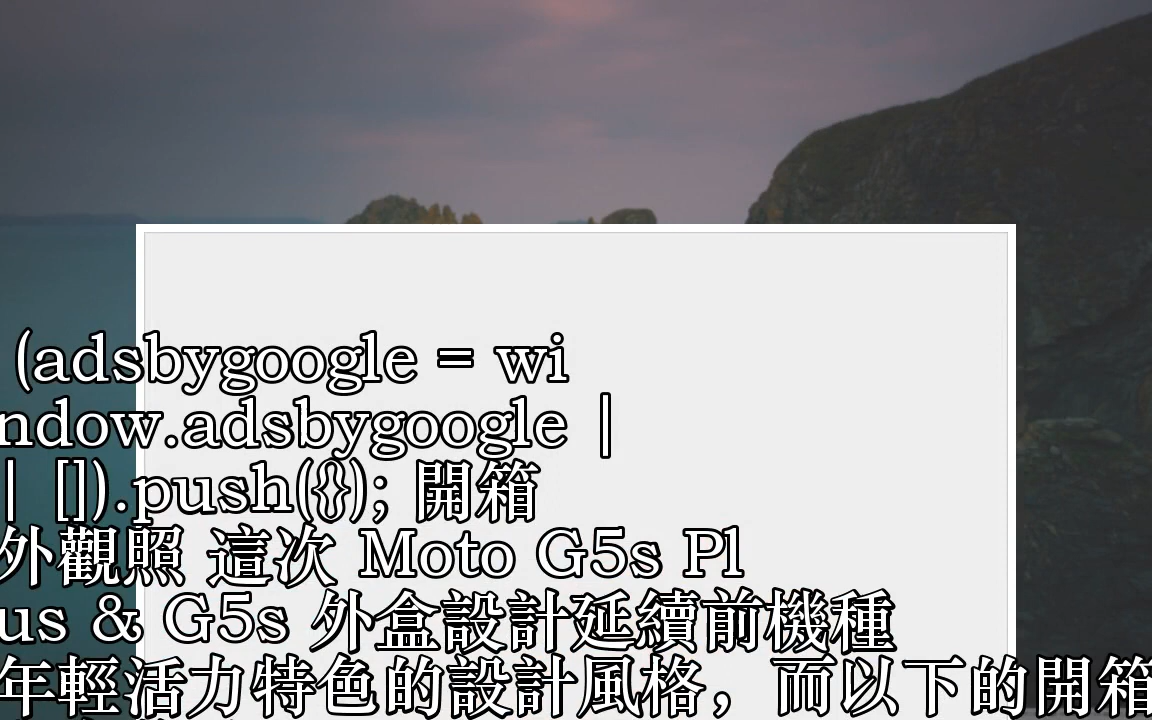 (adsbygoogle = wi
ndow.adsbygoogle |
| []).push({}); 開箱
外觀照 這次 Moto G5s Pl
us & G5s 外盒設計延續前機種
年輕活力特色的設計風格，而以下的開箱